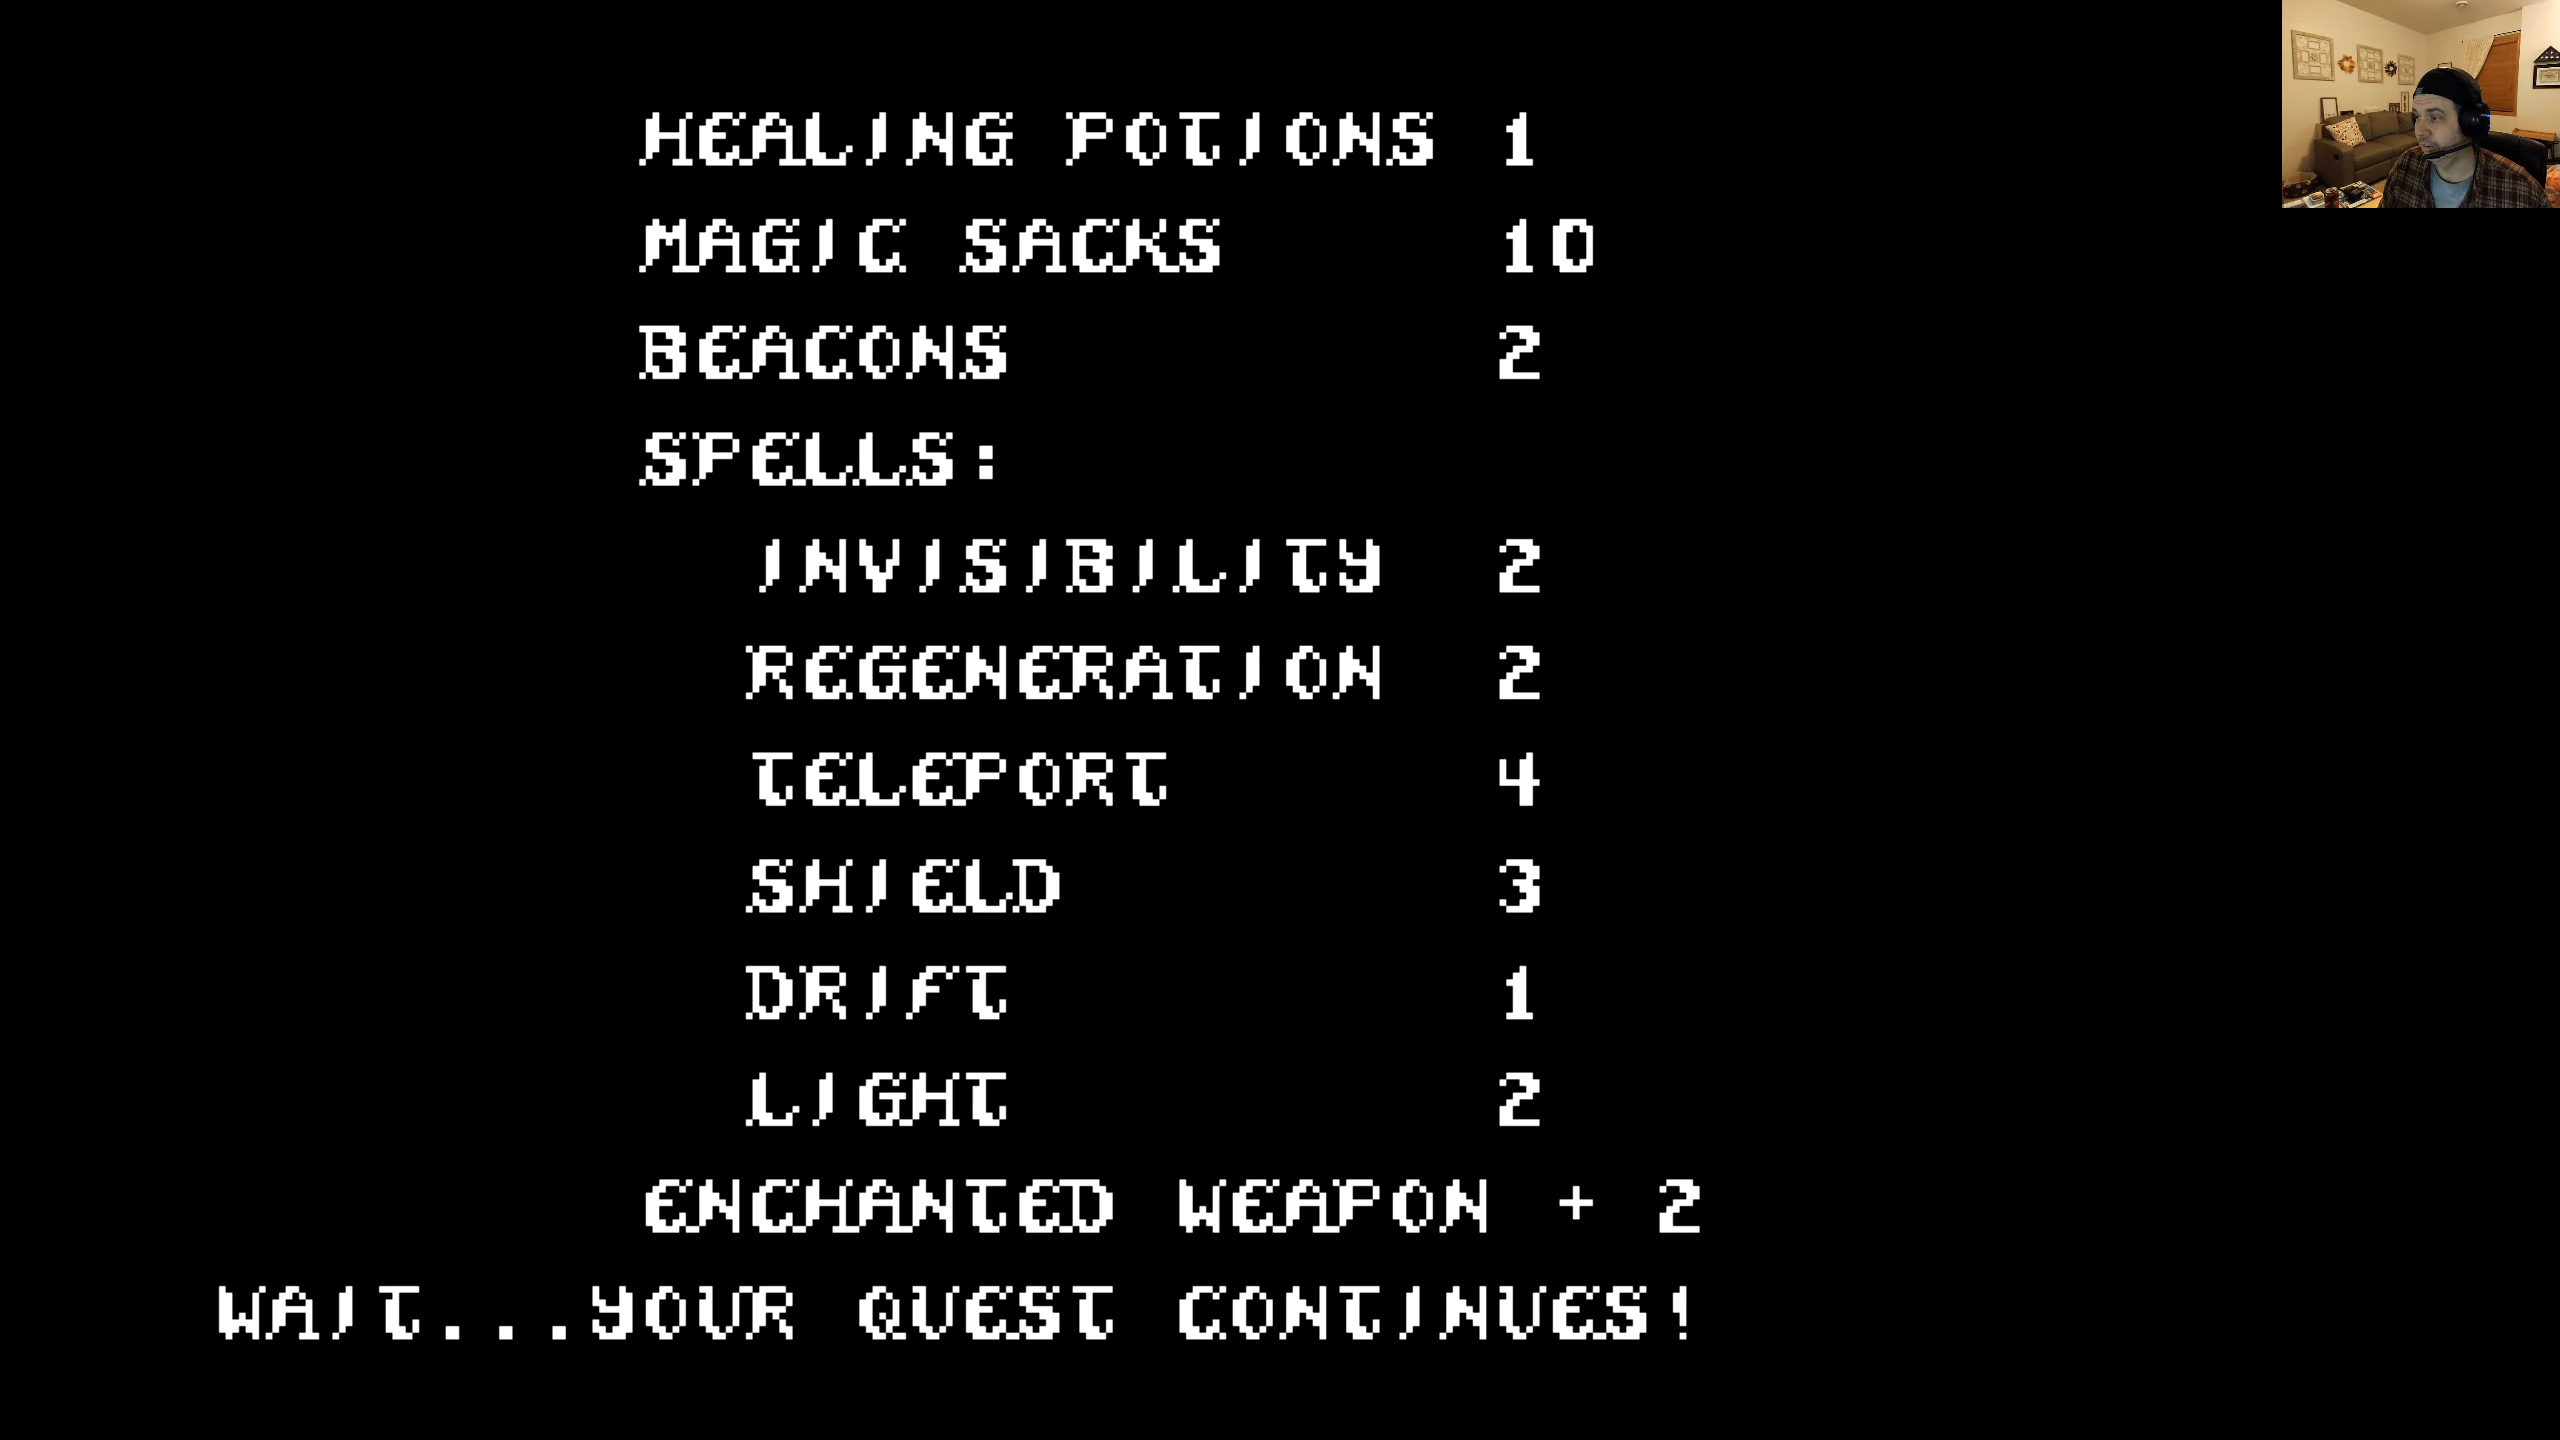 HEALING POTIONS 1
MAGIC SACKS 10
BEACONS 2
SPELLS:
INVISIBILITY 2
REGENERATION 2
TELEPORT 4
SHIELD 3
DRIFT 1
LIGHT 2
ENCHANTED WEAPON + 2
WAIT...YOUR QUEST CONTINUES!